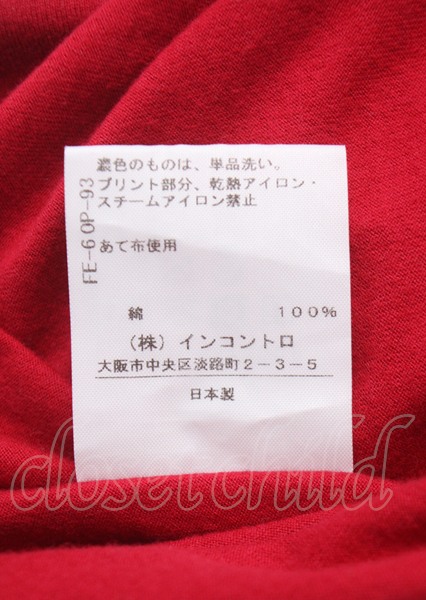 濃色のものは、単品洗い。
プリント部分、乾熱アイロン・
スチームアイロン禁止
あて布使用
FE-60P-93
綿 100%
(株) インコントロ
大阪市中央区淡路町2-3-5
日本製
closet child